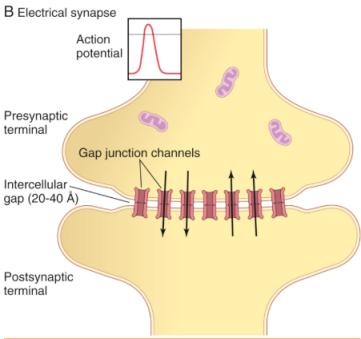 B Electrical synapse
Action
potential
Presynaptic
terminal
Gap junction channels
Intercellular
gap (20-40 Å)
Postsynaptic
terminal